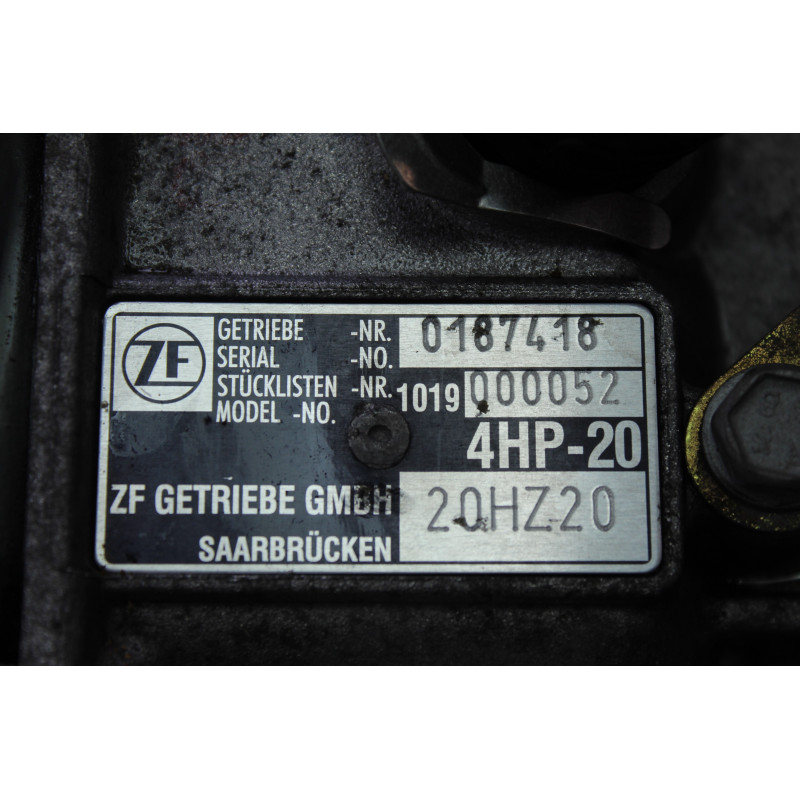 ZF
GETRIEBE -NR. 0187418
SERIAL -NO.
STÜCKLISTEN -NR. 1019 000052
MODEL -NO.
4HP-20
ZF GETRIEBE GMBH 20HZ20
SAARBRÜCKEN